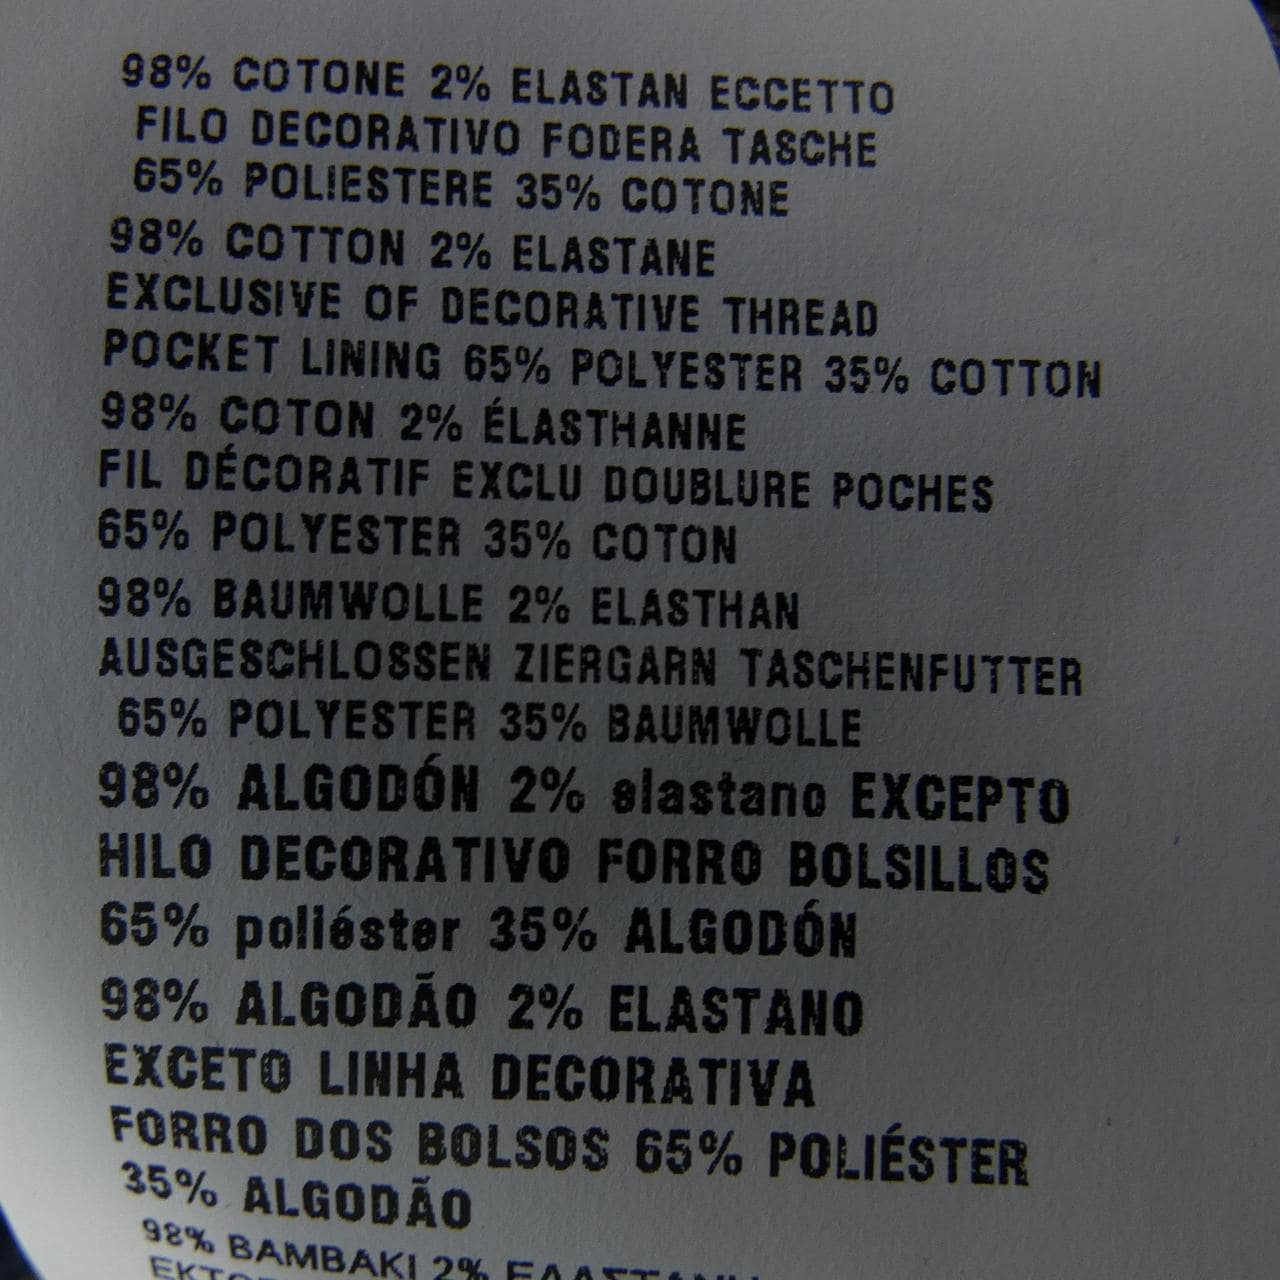 98% COTONE 2% ELASTAN ECCETTO
FILO DECORATIVO FODERA TASCHE
65% POLIESTERE 35% COTONE
98% COTTON 2% ELASTANE
EXCLUSIVE OF DECORATIVE THREAD
POCKET LINING 65% POLYESTER 35% COTTON
98% COTON 2% ÉLASTHANNE
FIL DÉCORATIF EXCLU DOUBLURE POCHES
65% POLYESTER 35% COTON
98% BAUMWOLLE 2% ELASTHAN
AUSGESCHLOSSEN ZIERGARN TASCHENFUTTER
65% POLYESTER 35% BAUMWOLLE
98% ALGODÓN 2% elastano EXCEPTO
HILO DECORATIVO FORRO BOLSILLOS
65% poliéster 35% ALGODÓN
98% ALGODÃO 2% ELASTANO
EXCETO LINHA DECORATIVA
FORRO DOS BOLSOS 65% POLIÉSTER
35% ALGODÃO
98% ΒΑΜΒΑΚΙ 2%